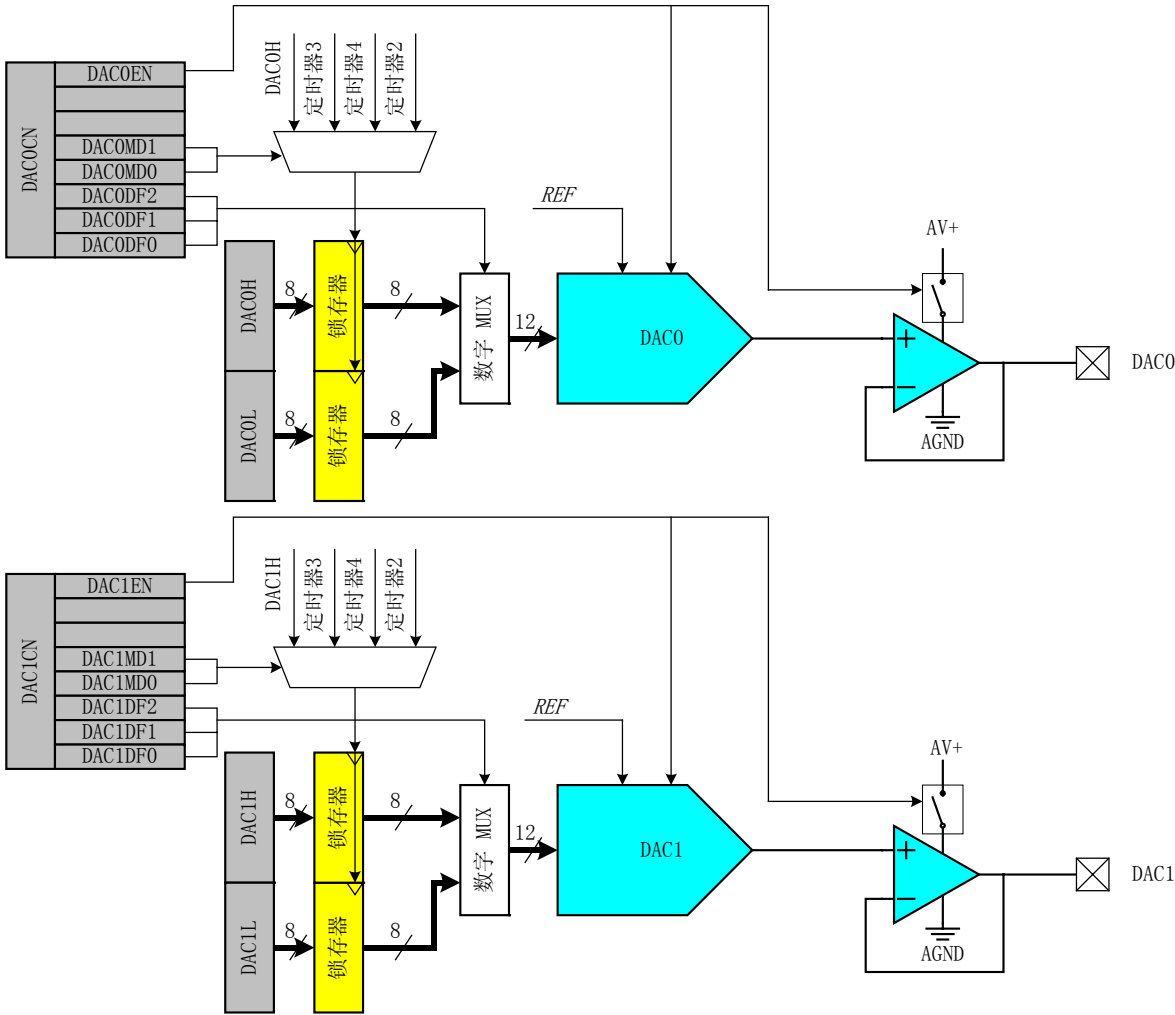 DAC0CN
DAC0EN
DAC0MD1
DAC0MD0
DAC0DF2
DAC0DF1
DAC0DF0
DAC0H
定时器3
定时器4
定时器2
DAC0H
DAC0L
8
8
锁存器
锁存器
8
8
数字 MUX
12
REF
DAC0
AV+
+
−
AGND
DAC0
DAC1CN
DAC1EN
DAC1MD1
DAC1MD0
DAC1DF2
DAC1DF1
DAC1DF0
DAC1H
定时器3
定时器4
定时器2
DAC1H
DAC1L
8
8
锁存器
锁存器
8
8
数字 MUX
12
REF
DAC1
AV+
+
−
AGND
DAC1